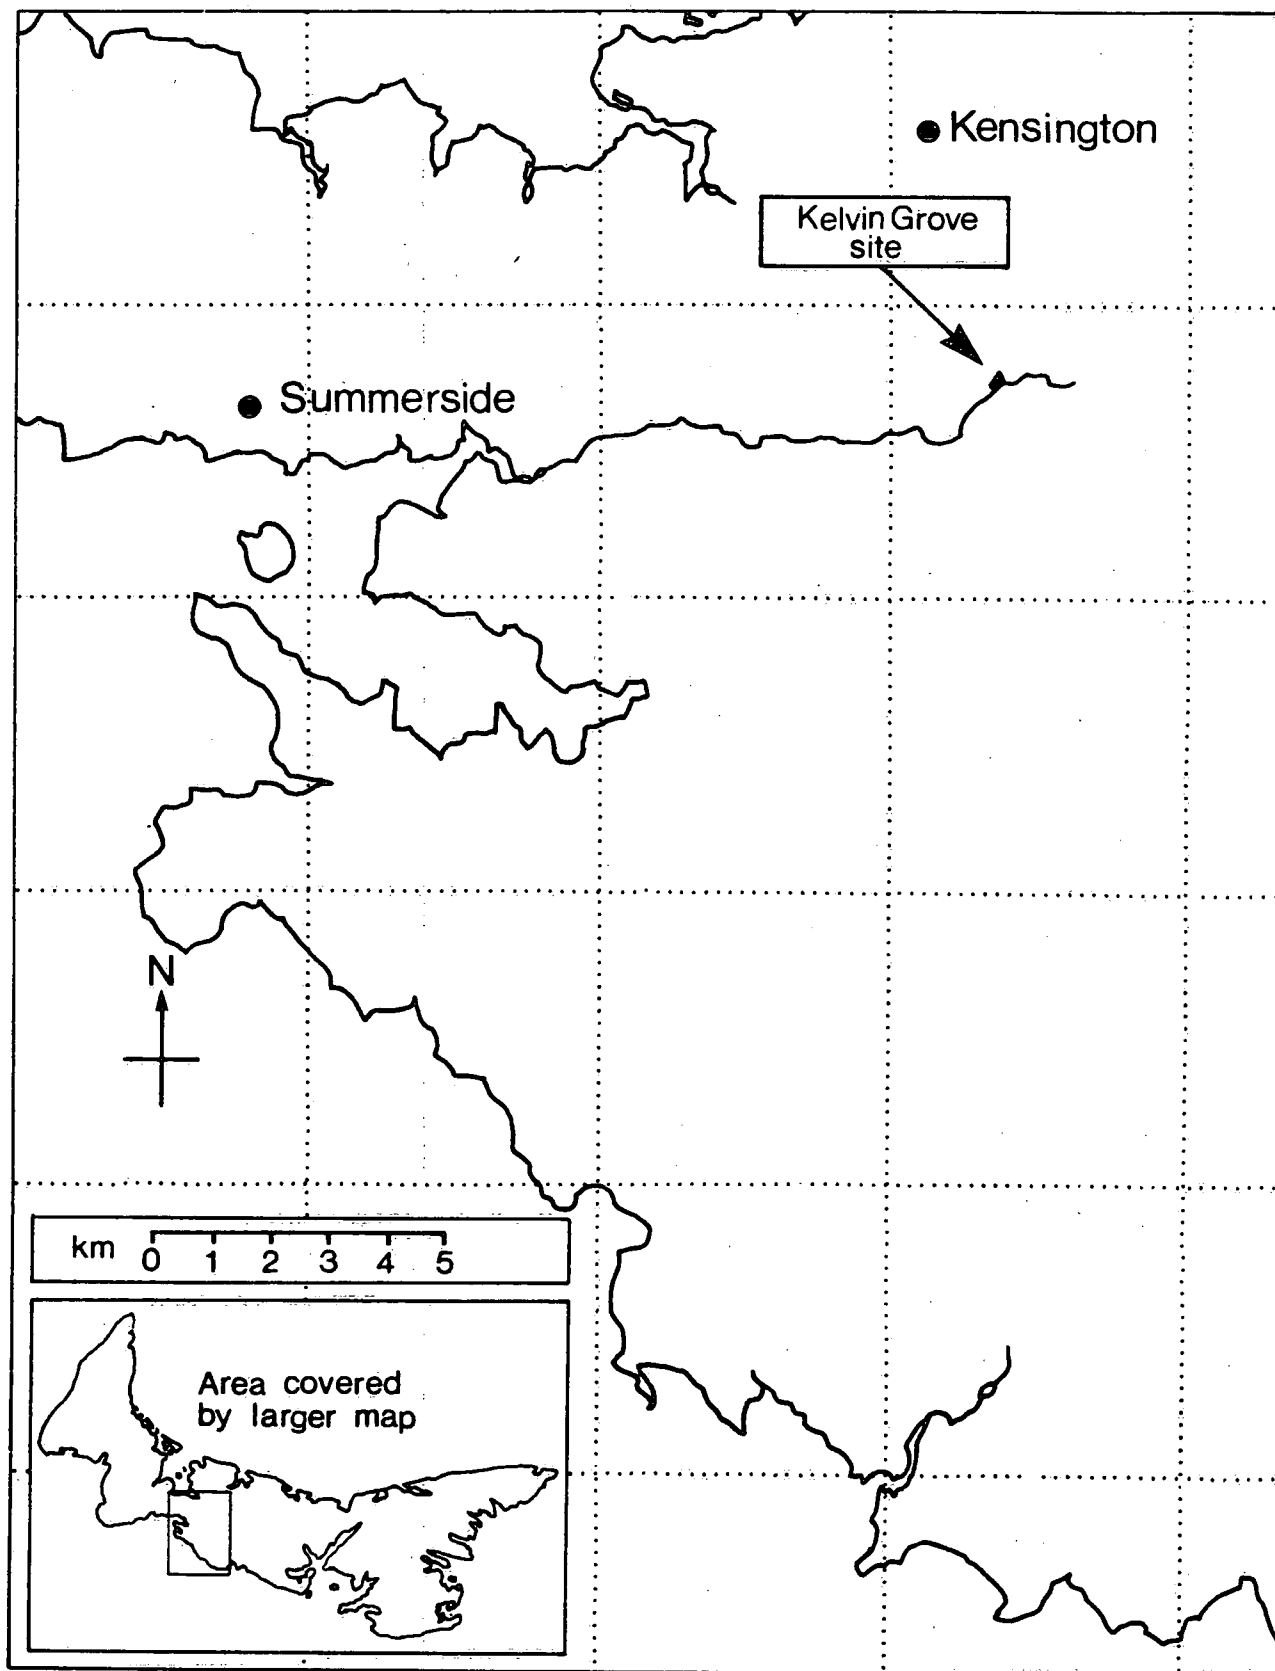 Kensington
Kelvin Grove
site
Summerside
N
km 0 1 2 3 4 5
Area covered
by larger map